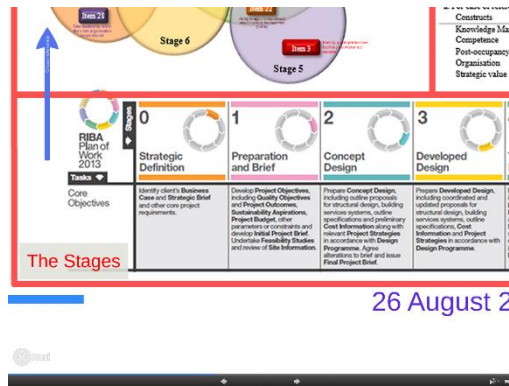 Item 28
Stage 6
Item 22
Item 3
Stage 5
Constructs
Knowledge Ma
Competence
Post-occupancy
Organisation
Strategic value
RIBA
Plan of
Work
2013
Stages
Tasks
0
Strategic
Definition
1
Preparation
and Brief
2
Concept
Design
3
Developed
Design
Core
Objectives
Identify client's Business
Case and Strategic Brief
and other core project
requirements.
Develop Project Objectives,
including Quality Objectives
and Project Outcomes,
Sustainability Aspirations,
Project Budget, other
parameters or constraints and
develop Initial Project Brief.
Undertake Feasibility Studies
and review of Site Information.
Prepare Concept Design,
including outline proposals
for structural design, building
services systems, outline
specifications and preliminary
Cost Information along with
relevant Project Strategies
in accordance with Design
Programme. Agree
alterations to brief and issue
Final Project Brief.
Prepare Developed Design,
including coordinated and
updated proposals for
structural design, building
services systems, outline
specifications, Cost
Information and Project
Strategies in accordance with
Design Programme.
The Stages
26 August 2